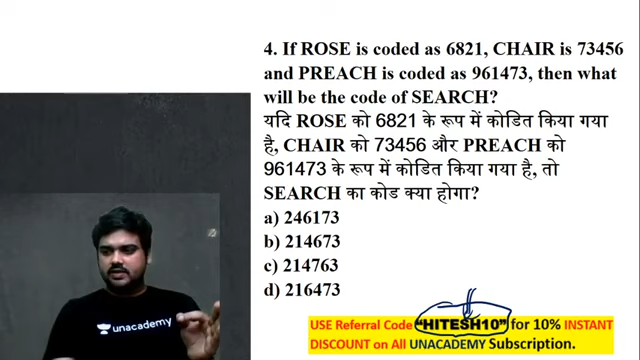 4. If ROSE is coded as 6821, CHAIR is 73456
and PREACH is coded as 961473, then what
will be the code of SEARCH?
यदि ROSE को 6821 के रूप में कोडित किया गया
है, CHAIR को 73456 और PREACH को
961473 के रूप में कोडित किया गया है, तो
SEARCH का कोड क्या होगा?
a) 246173
b) 214673
c) 214763
d) 216473
unacademy
USE Referral Code "HITESH10" for 10% INSTANT
DISCOUNT on All UNACADEMY Subscription.